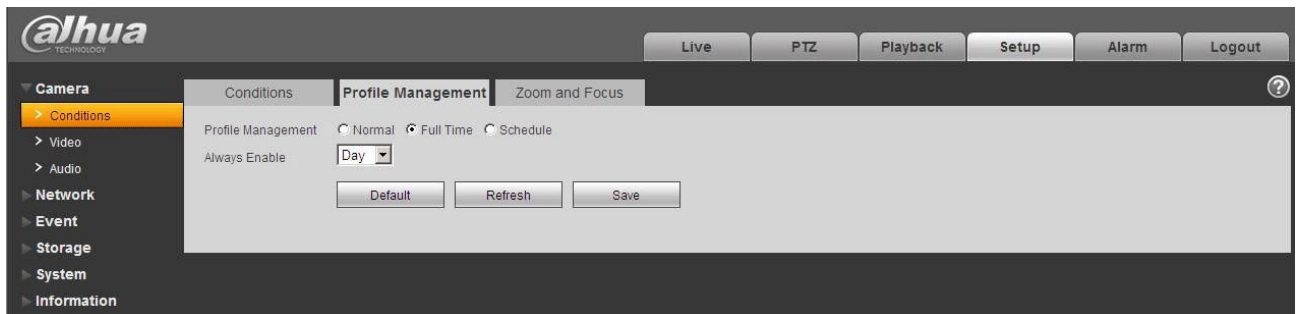 alhua
TECHNOLOGY
Live PTZ Playback Setup Alarm Logout
Camera
> Conditions
> Video
> Audio
Network
Event
Storage
System
Information
Conditions Profile Management Zoom and Focus
?
Profile Management Normal Full Time Schedule
Always Enable Day
Default Refresh Save